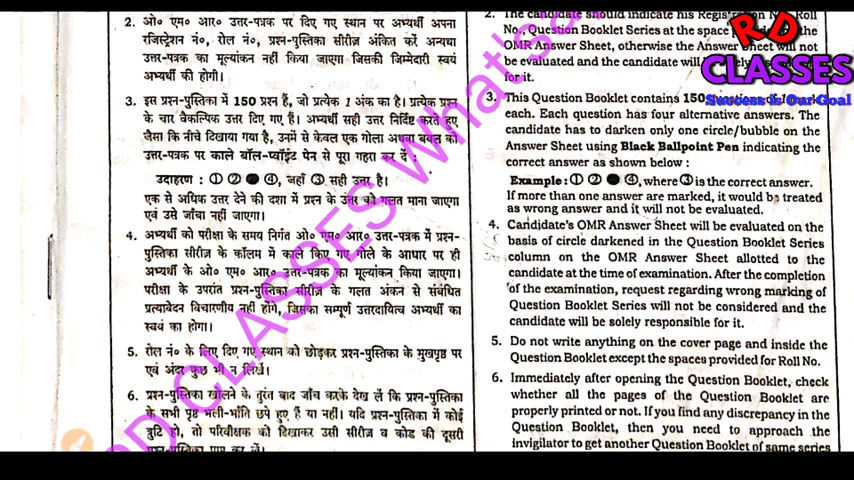 2. ओ० एम० आर० उत्तर-पत्रक पर दिए गए स्थान पर अभ्यर्थी अपना
रजिस्ट्रेशन नं०, रोल नं०, प्रश्न-पुस्तिका सीरीज़ अंकित करें अन्यथा
उत्तर-पत्रक का मूल्यांकन नहीं किया जाएगा जिसकी जिम्मेदारी स्वयं
अभ्यर्थी की होगी।
3. इस प्रश्न-पुस्तिका में 150 प्रश्न हैं, जो प्रत्येक 1 अंक का है। प्रत्येक प्रश्न
के चार वैकल्पिक उत्तर दिए गए हैं। अभ्यर्थी सही उत्तर निर्दिष्ट करते हुए
जैसा कि नीचे दिखाया गया है, उनमें से केवल एक गोला अथवा बबल को
उत्तर-पत्रक पर काले बॉल-प्वॉइंट पेन से पूरा गहरा कर दें :
उदाहरण : ① ② ● ④, जहाँ ③ सही उत्तर है।
एक से अधिक उत्तर देने की दशा में प्रश्न के उत्तर को गलत माना जाएगा
एवं उसे जाँचा नहीं जाएगा।
4. अभ्यर्थी को परीक्षा के समय निर्गत ओ० एम० आर० उत्तर-पत्रक में प्रश्न-
पुस्तिका सीरीज़ के कॉलम में काले किए गए गोले के आधार पर ही
अभ्यर्थी के ओ० एम० आर० उत्तर-पत्रक का मूल्यांकन किया जाएगा।
परीक्षा के उपरांत प्रश्न-पुस्तिका सीरीज़ के गलत अंकन से संबंधित
प्रत्यावेदन विचारणीय नहीं होंगे, जिसका सम्पूर्ण उत्तरदायित्व अभ्यर्थी का
स्वयं का होगा।
5. रोल नं० के लिए दिए गए स्थान को छोड़कर प्रश्न-पुस्तिका के मुखपृष्ठ पर
एवं अंदर कुछ भी न लिखें।
6. प्रश्न-पुस्तिका खोलने के तुरंत बाद जाँच करके देख लें कि प्रश्न-पुस्तिका
के सभी पृष्ठ भली-भाँति छपे हुए हैं या नहीं। यदि प्रश्न-पुस्तिका में कोई
त्रुटि हो, तो परिवीक्षक को दिखाकर उसी सीरीज़ व कोड की दूसरी
2. The candidate should indicate his Roll
No., Question Booklet Series at the space the
OMR Answer Sheet, otherwise the Answer Sheet will not
be evaluated and the candidate will
for it.
3. This Question Booklet contains 150
each. Each question has four alternative answers. The
candidate has to darken only one circle/bubble on the
Answer Sheet using Black Ballpoint Pen indicating the
correct answer as shown below :
Example : ① ② ● ④, where ③ is the correct answer.
If more than one answer are marked, it would be treated
as wrong answer and it will not be evaluated.
4. Candidate's OMR Answer Sheet will be evaluated on the
basis of circle darkened in the Question Booklet Series
column on the OMR Answer Sheet allotted to the
candidate at the time of examination. After the completion
of the examination, request regarding wrong marking of
Question Booklet Series will not be considered and the
candidate will be solely responsible for it.
5. Do not write anything on the cover page and inside the
Question Booklet except the spaces provided for Roll No.
6. Immediately after opening the Question Booklet, check
whether all the pages of the Question Booklet are
properly printed or not. If you find any discrepancy in the
Question Booklet, then you need to approach the
invigilator to get another Question Booklet of same series
RD
CLASSES
Success is Our Goal
RD CLASSES What's